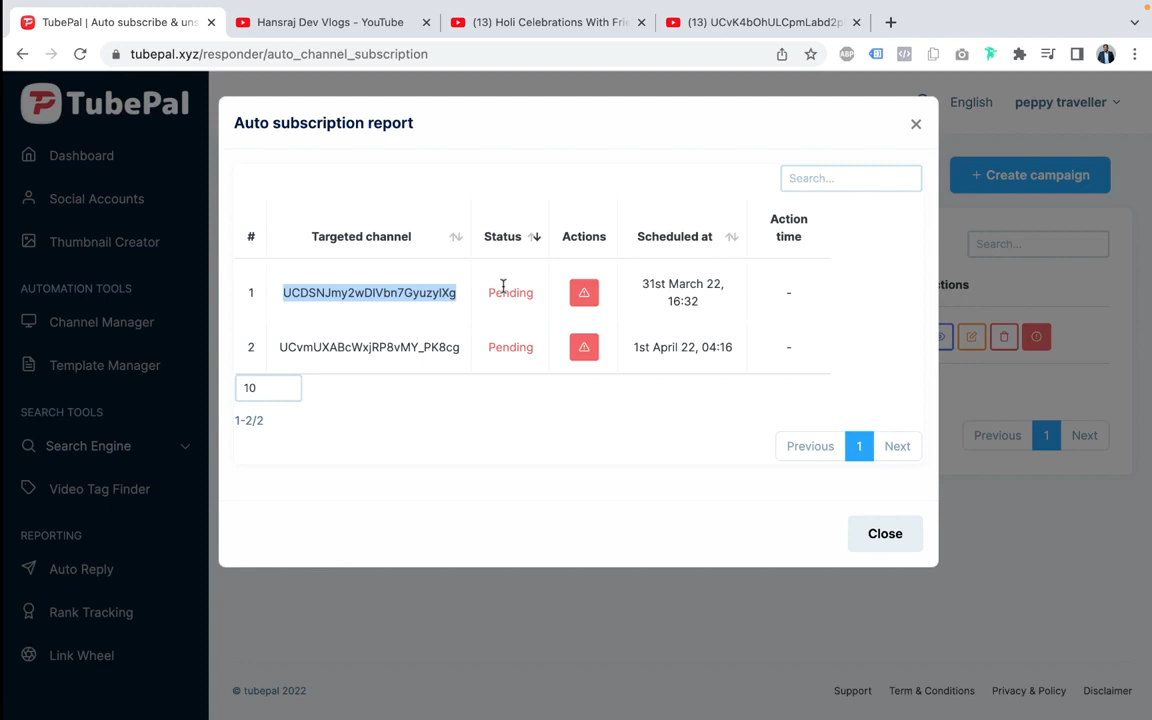 TubePal | Auto subscribe & uns
Hansraj Dev Vlogs - YouTube
(13) Holi Celebrations With Frie
(13) UCvK4bOhULCpmLabd2p
tubepal.xyz/responder/auto_channel_subscription
ABP
TubePal
English
peppy traveller
Dashboard
Social Accounts
Thumbnail Creator
AUTOMATION TOOLS
Channel Manager
Template Manager
SEARCH TOOLS
Search Engine
Video Tag Finder
REPORTING
Auto Reply
Rank Tracking
Link Wheel
+ Create campaign
Search...
Actions
Previous 1 Next
Auto subscription report
Search...
# Targeted channel Status Actions Scheduled at Action time
1 UCDSNJmy2wDlVbn7GyuzylXg Pending 31st March 22, 16:32 -
2 UCvmUXABcWxjRP8vMY_PK8cg Pending 1st April 22, 04:16 -
10
1-2/2
Previous 1 Next
Close
© tubepal 2022
Support Term & Conditions Privacy & Policy Disclaimer